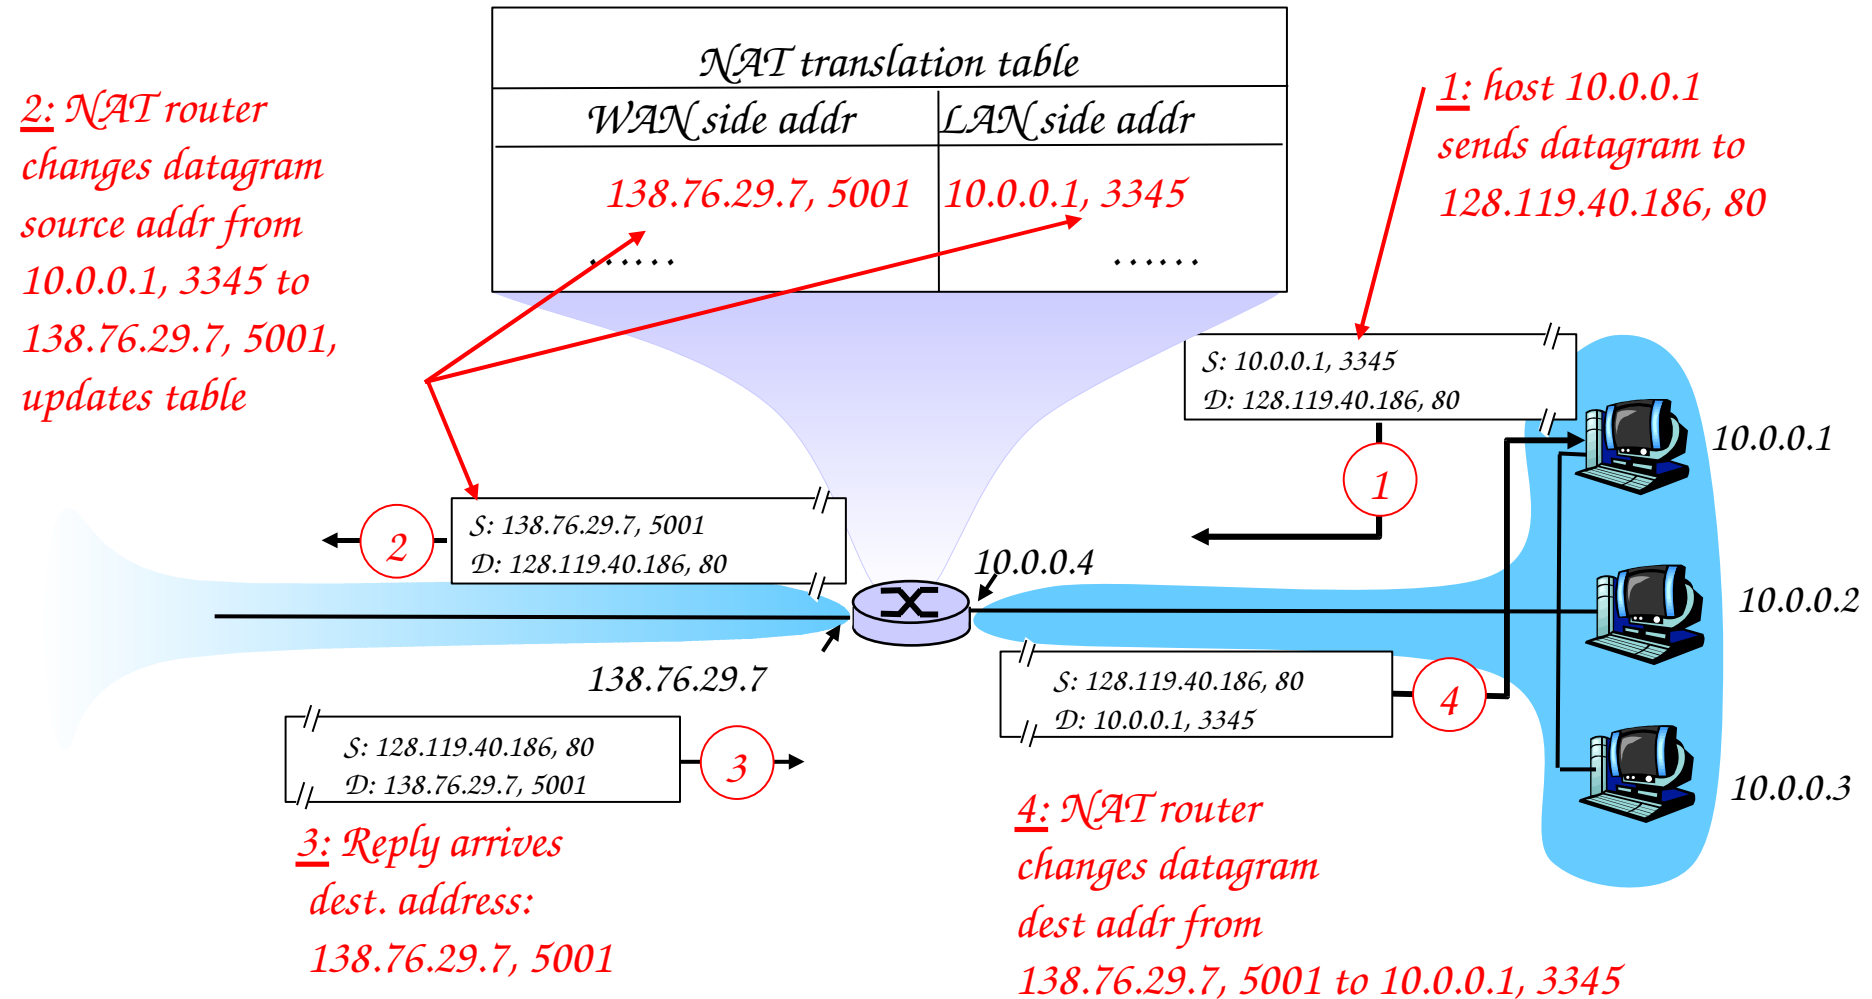 NAT translation table
WAN side addr LAN side addr
138.76.29.7, 5001 10.0.0.1, 3345
...... ......
2: NAT router
changes datagram
source addr from
10.0.0.1, 3345 to
138.76.29.7, 5001,
updates table
1: host 10.0.0.1
sends datagram to
128.119.40.186, 80
S: 10.0.0.1, 3345
D: 128.119.40.186, 80
10.0.0.1
1
S: 138.76.29.7, 5001
D: 128.119.40.186, 80
2
10.0.0.4
10.0.0.2
138.76.29.7
S: 128.119.40.186, 80
D: 10.0.0.1, 3345
4
S: 128.119.40.186, 80
D: 138.76.29.7, 5001
3
10.0.0.3
3: Reply arrives
dest. address:
138.76.29.7, 5001
4: NAT router
changes datagram
dest addr from
138.76.29.7, 5001 to 10.0.0.1, 3345